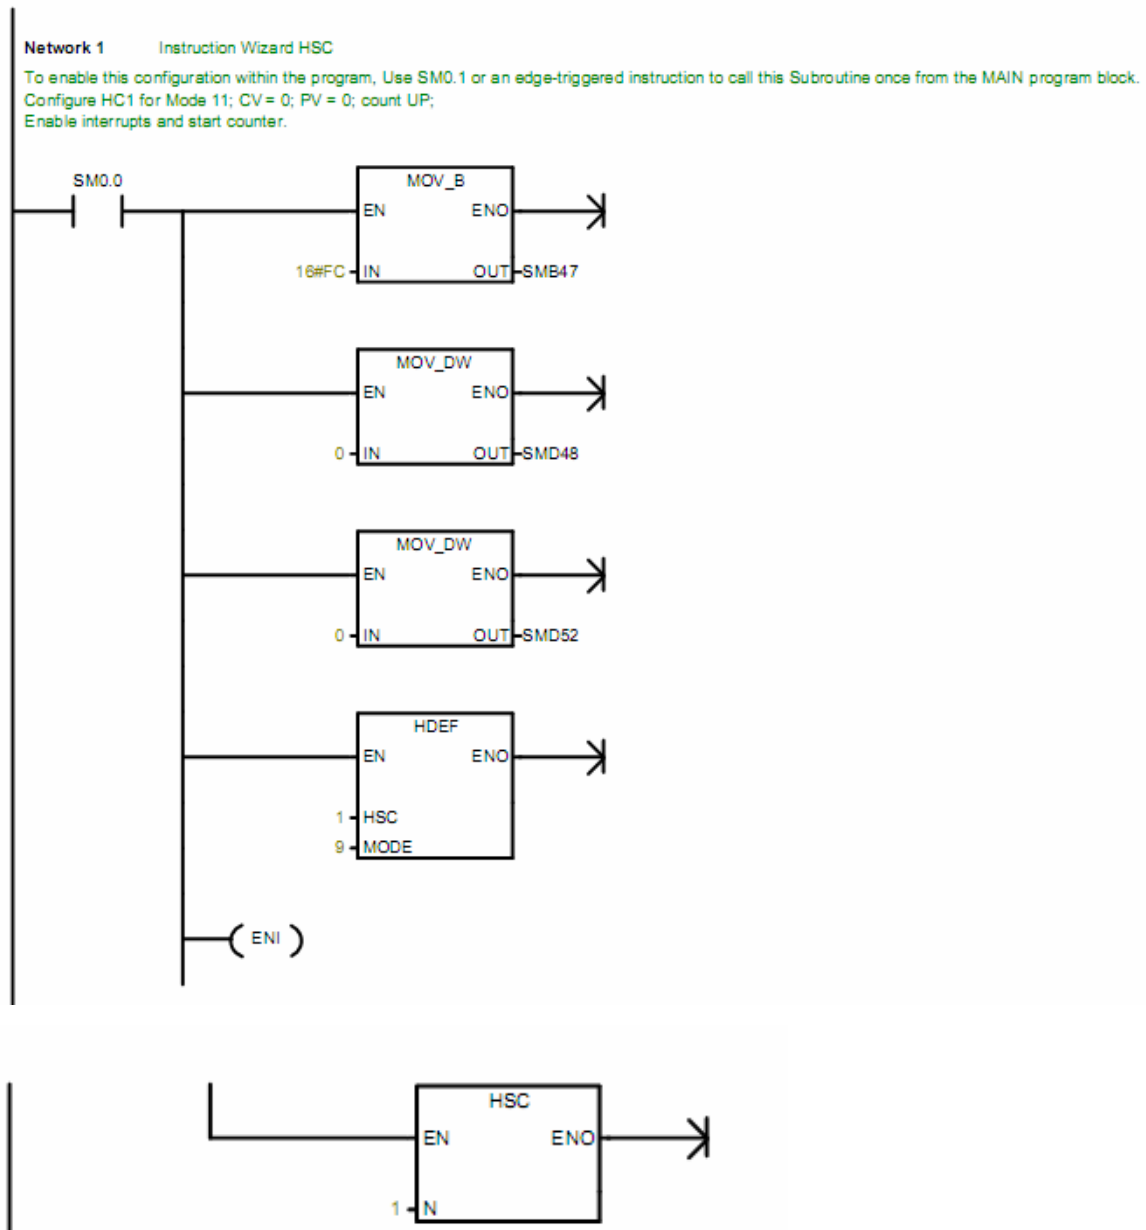 Network 1 Instruction Wizard HSC
To enable this configuration within the program, Use SM0.1 or an edge-triggered instruction to call this Subroutine once from the MAIN program block.
Configure HC1 for Mode 11; CV = 0; PV = 0; count UP;
Enable interrupts and start counter.
SM0.0
MOV_B
EN ENO
16#FC IN OUT SMB47
MOV_DW
EN ENO
0 IN OUT SMD48
MOV_DW
EN ENO
0 IN OUT SMD52
HDEF
EN ENO
1 HSC
9 MODE
ENI
HSC
EN ENO
1 N